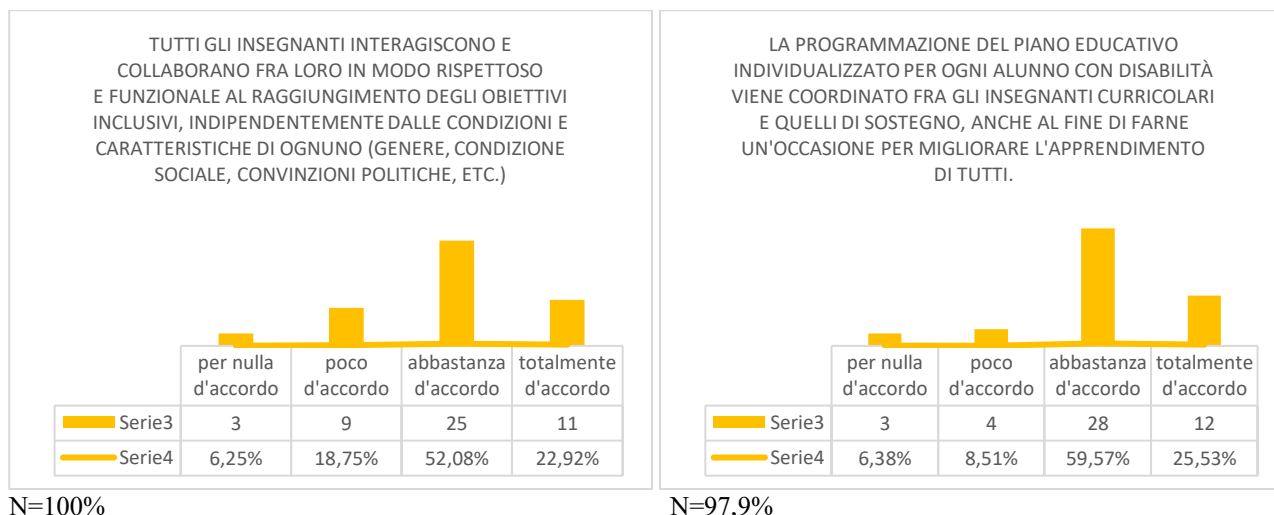 TUTTI GLI INSEGNANTI INTERAGISCONO E
COLLABORANO FRA LORO IN MODO RISPETTOSO
E FUNZIONALE AL RAGGIUNGIMENTO DEGLI OBIETTIVI
INCLUSIVI, INDIPENDENTEMENTE DALLE CONDIZIONI E
CARATTERISTICHE DI OGNUNO (GENERE, CONDIZIONE
SOCIALE, CONVINZIONI POLITICHE, ETC.)
per nulla d'accordo poco d'accordo abbastanza d'accordo totalmente d'accordo
Serie3 3 9 25 11
Serie4 6,25% 18,75% 52,08% 22,92%
N=100%
LA PROGRAMMAZIONE DEL PIANO EDUCATIVO
INDIVIDUALIZZATO PER OGNI ALUNNO CON DISABILITÀ
VIENE COORDINATO FRA GLI INSEGNANTI CURRICOLARI
E QUELLI DI SOSTEGNO, ANCHE AL FINE DI FARNE
UN'OCCASIONE PER MIGLIORARE L'APPRENDIMENTO
DI TUTTI.
per nulla d'accordo poco d'accordo abbastanza d'accordo totalmente d'accordo
Serie3 3 4 28 12
Serie4 6,38% 8,51% 59,57% 25,53%
N=97,9%